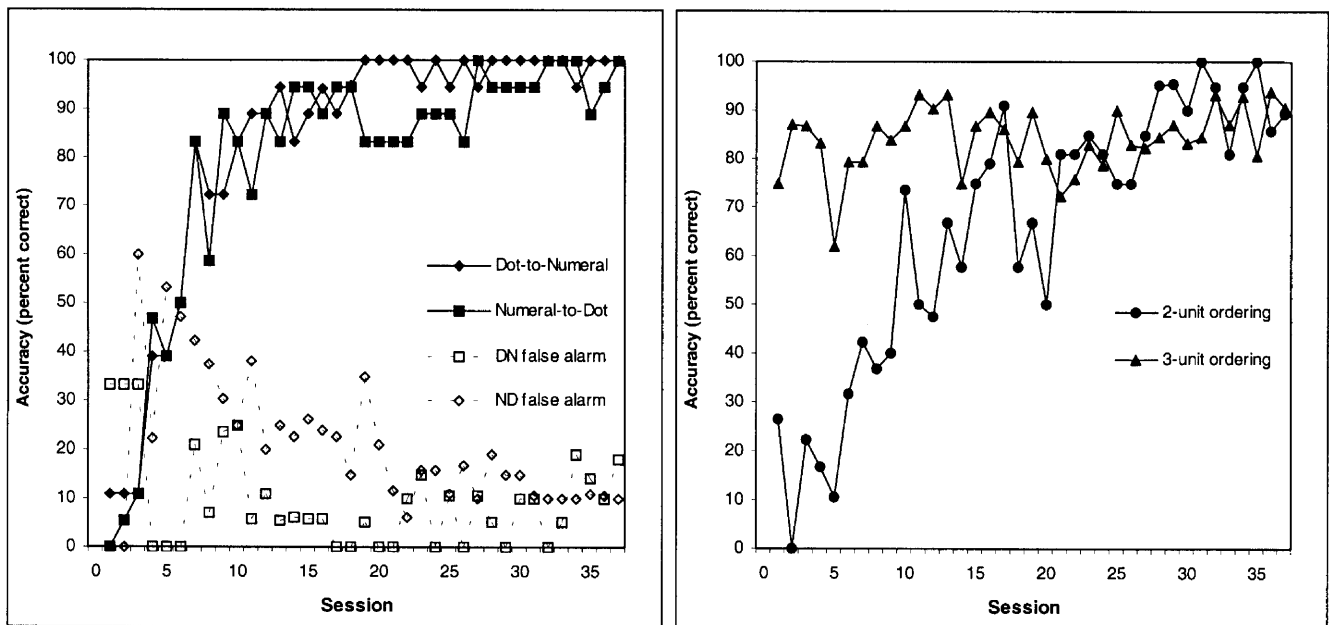 Accuracy (percent correct)
100
90
80
70
60
50
40
30
20
10
0
0 5 10 15 20 25 30 35
Session
Dot-to-Numeral
Numeral-to-Dot
DN false alarm
ND false alarm
Accuracy (percent correct)
100
90
80
70
60
50
40
30
20
10
0
0 5 10 15 20 25 30 35
Session
2-unit ordering
3-unit ordering